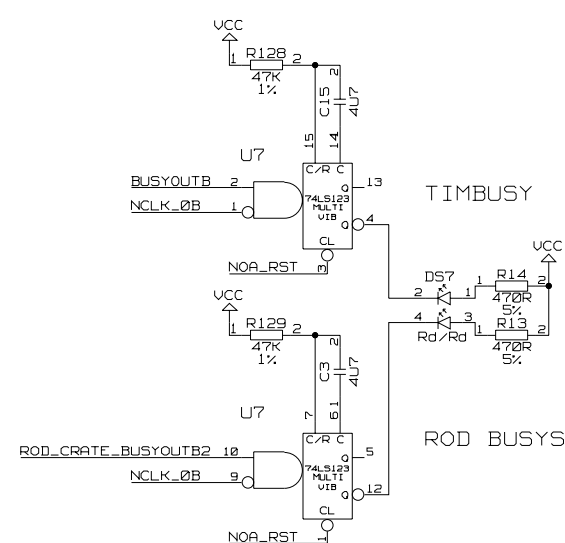 VCC
R128
1 2
47K
1%
2
C15
4U7
15 14
U7
C/R C
BUSYOUTB 2
Q 13
74LS123
MULTI
VIB
TIMBUSY
NCLK_0B 1
Q 4
CL
NOA_RST 3
VCC
DS7
R14
2 1 1 2
470R
5%
4 3 R13
Rd/Rd 1 2
470R
5%
VCC
R129
1 2
47K
1%
2
C3
4U7
7 6 1
U7
C/R C
ROD BUSYS
ROD_CRATE_BUSYOUTB2 10
Q 5
74LS123
MULTI
VIB
NCLK_0B 9
Q 12
CL
NOA_RST 1